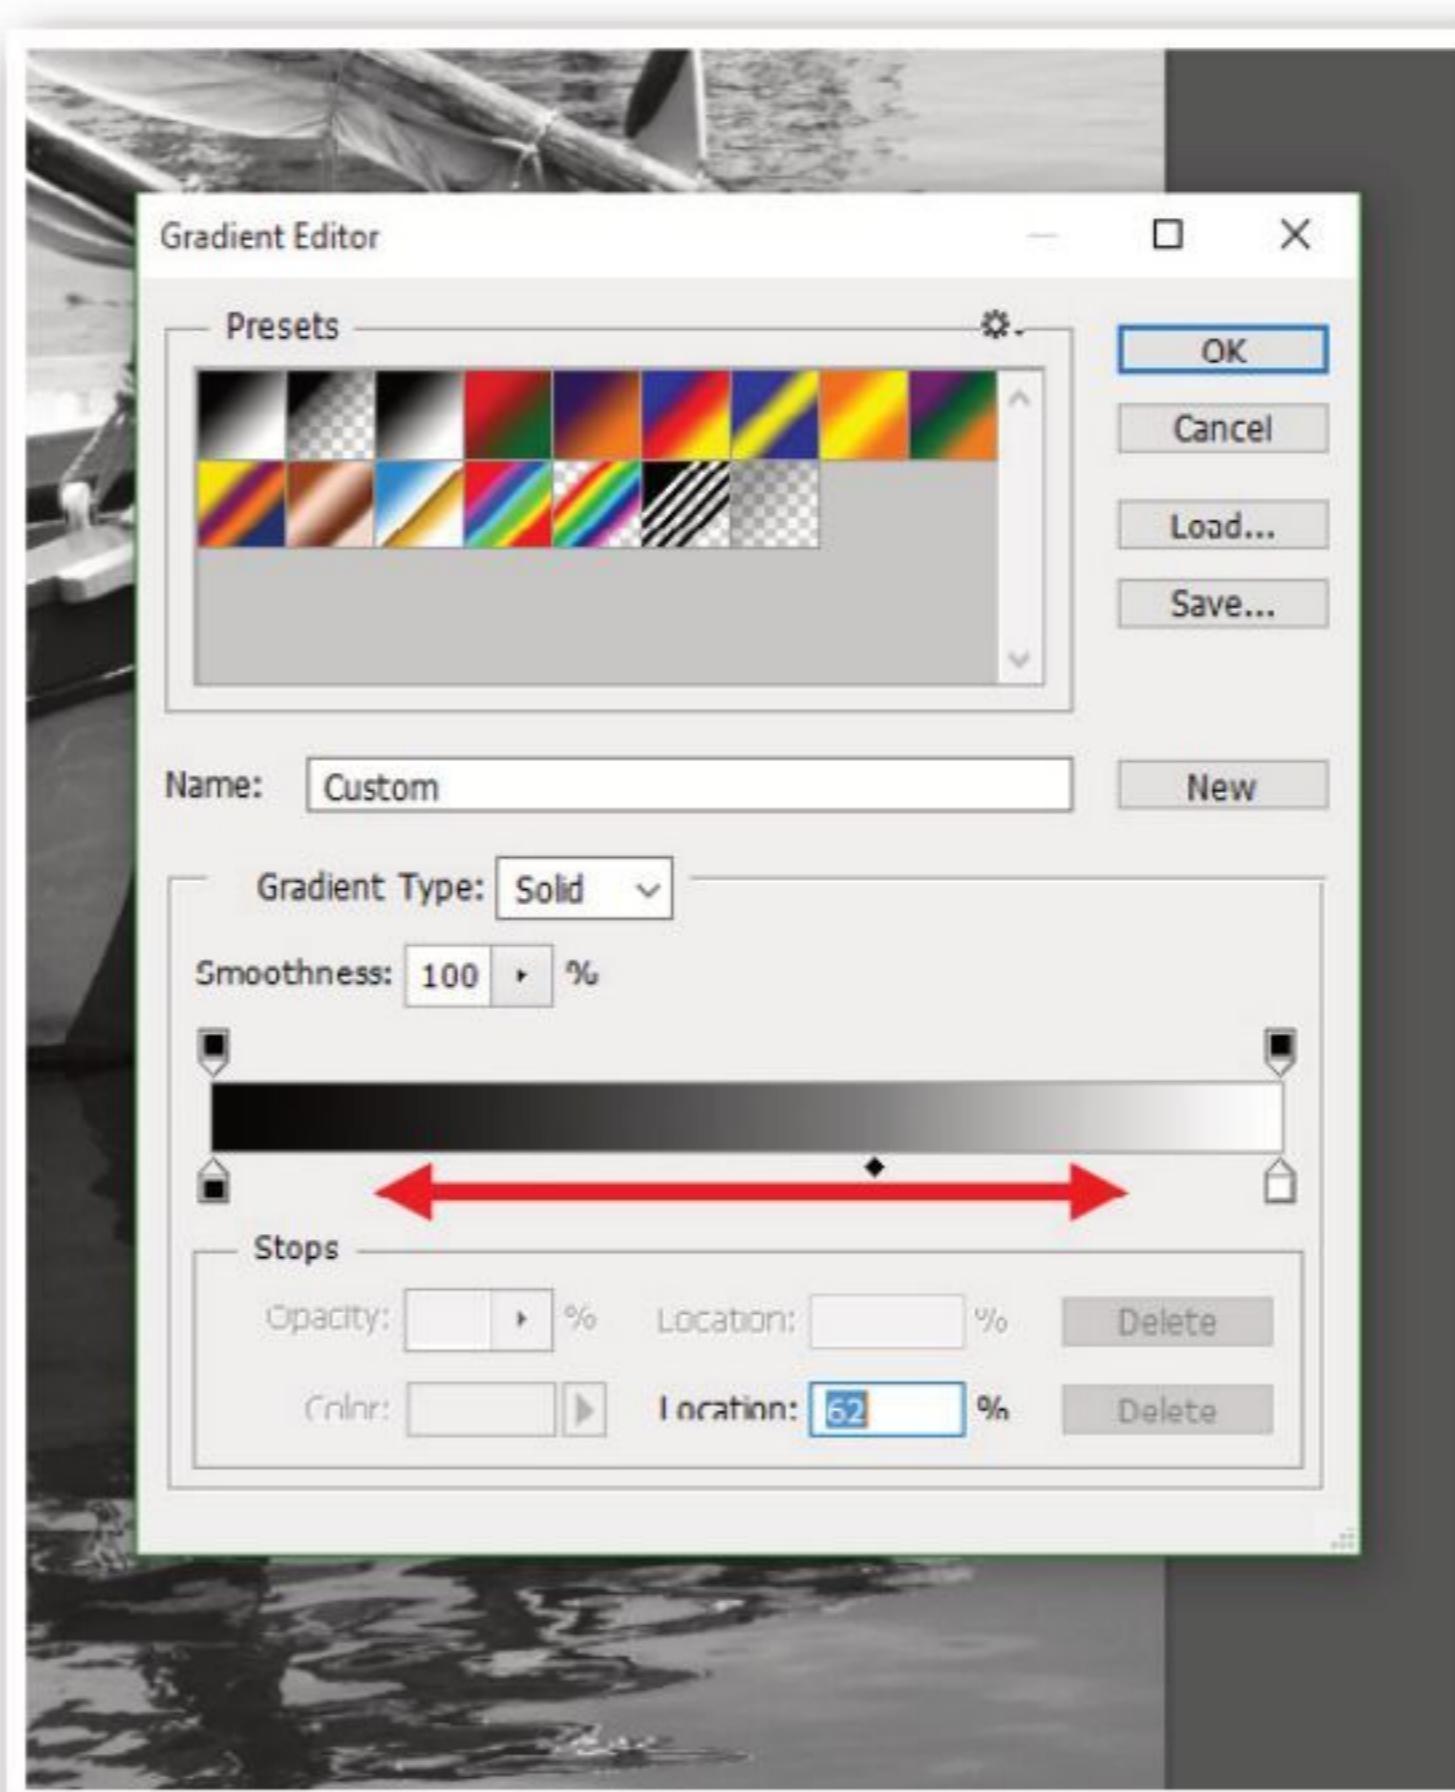 Gradient Editor
Presets
OK
Cancel
Load...
Save...
Name: Custom New
Gradient Type: Solid
Smoothness: 100 %
Stops
Opacity: % Location: % Delete
Color: Location: 62 % Delete